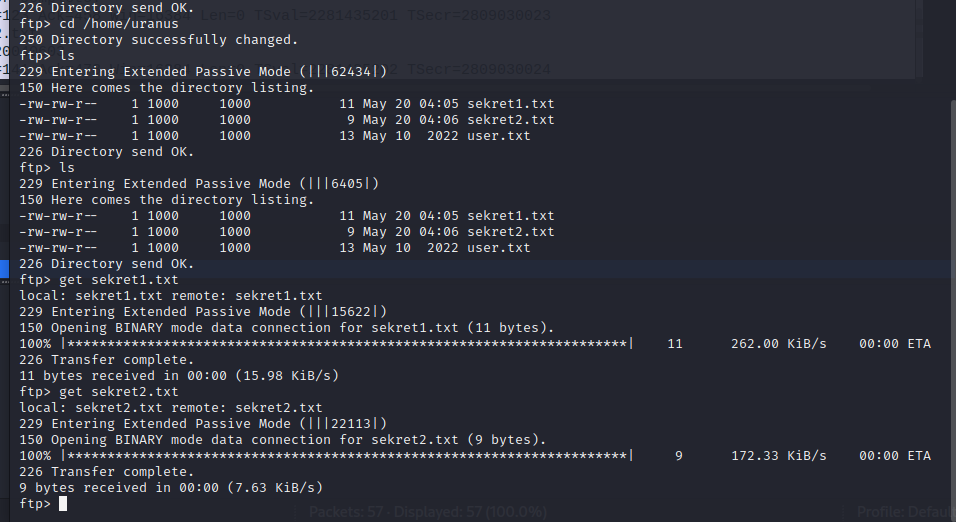 226 Directory send OK.
ftp> cd /home/uranus
250 Directory successfully changed.
ftp> ls
229 Entering Extended Passive Mode (|||62434|)
150 Here comes the directory listing.
-rw-rw-r--    1 1000     1000           11 May 20 04:05 sekret1.txt
-rw-rw-r--    1 1000     1000            9 May 20 04:06 sekret2.txt
-rw-rw-r--    1 1000     1000           13 May 10  2022 user.txt
226 Directory send OK.
ftp> ls
229 Entering Extended Passive Mode (|||6405|)
150 Here comes the directory listing.
-rw-rw-r--    1 1000     1000           11 May 20 04:05 sekret1.txt
-rw-rw-r--    1 1000     1000            9 May 20 04:06 sekret2.txt
-rw-rw-r--    1 1000     1000           13 May 10  2022 user.txt
226 Directory send OK.
ftp> get sekret1.txt
local: sekret1.txt remote: sekret1.txt
229 Entering Extended Passive Mode (|||15622|)
150 Opening BINARY mode data connection for sekret1.txt (11 bytes).
100% |**********************************************************************|    11      262.00 KiB/s    00:00 ETA
226 Transfer complete.
11 bytes received in 00:00 (15.98 KiB/s)
ftp> get sekret2.txt
local: sekret2.txt remote: sekret2.txt
229 Entering Extended Passive Mode (|||22113|)
150 Opening BINARY mode data connection for sekret2.txt (9 bytes).
100% |**********************************************************************|     9      172.33 KiB/s    00:00 ETA
226 Transfer complete.
9 bytes received in 00:00 (7.63 KiB/s)
ftp>
Packets: 57 · Displayed: 57 (100.0%)
Profile: Default